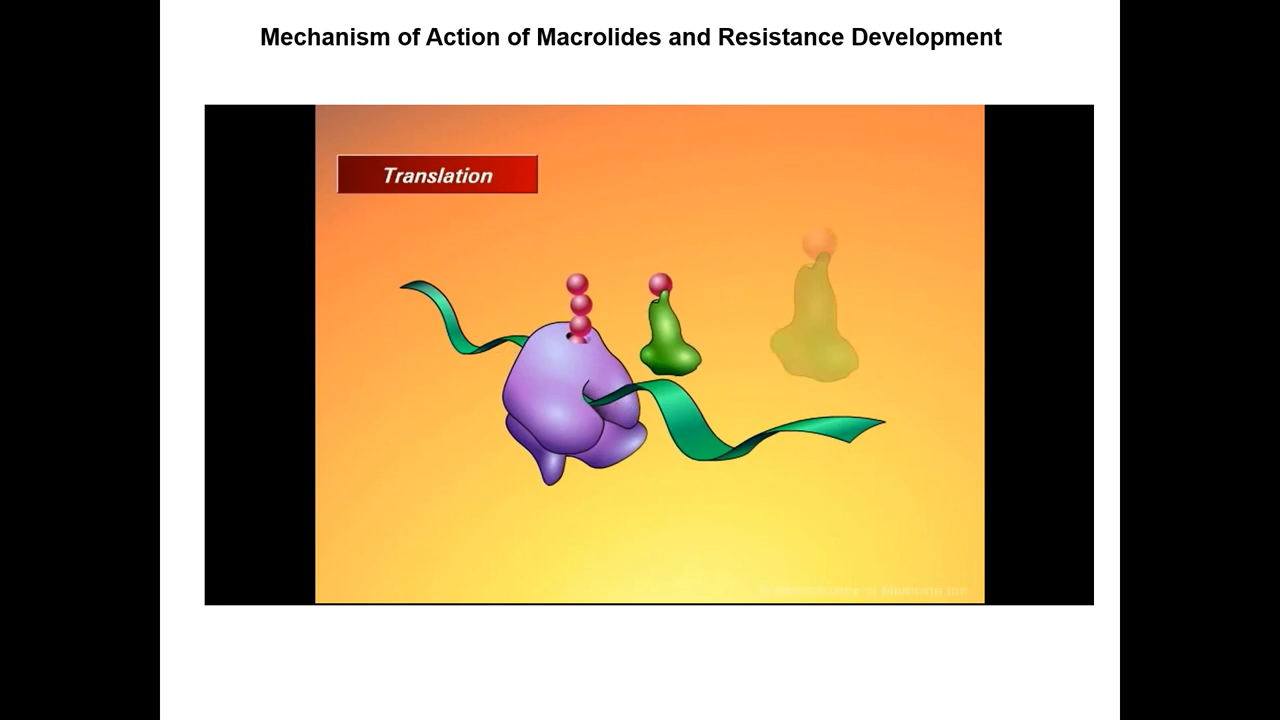 Mechanism of Action of Macrolides and Resistance Development
Translation